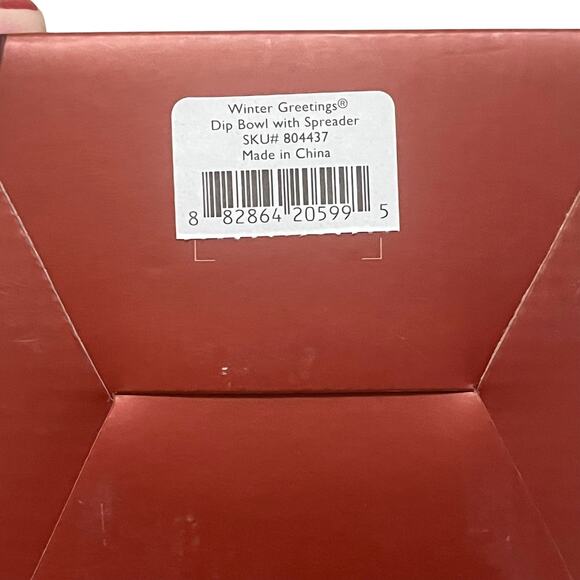 Winter Greetings®
Dip Bowl with Spreader
SKU# 804437
Made in China
8 82864 20599 5